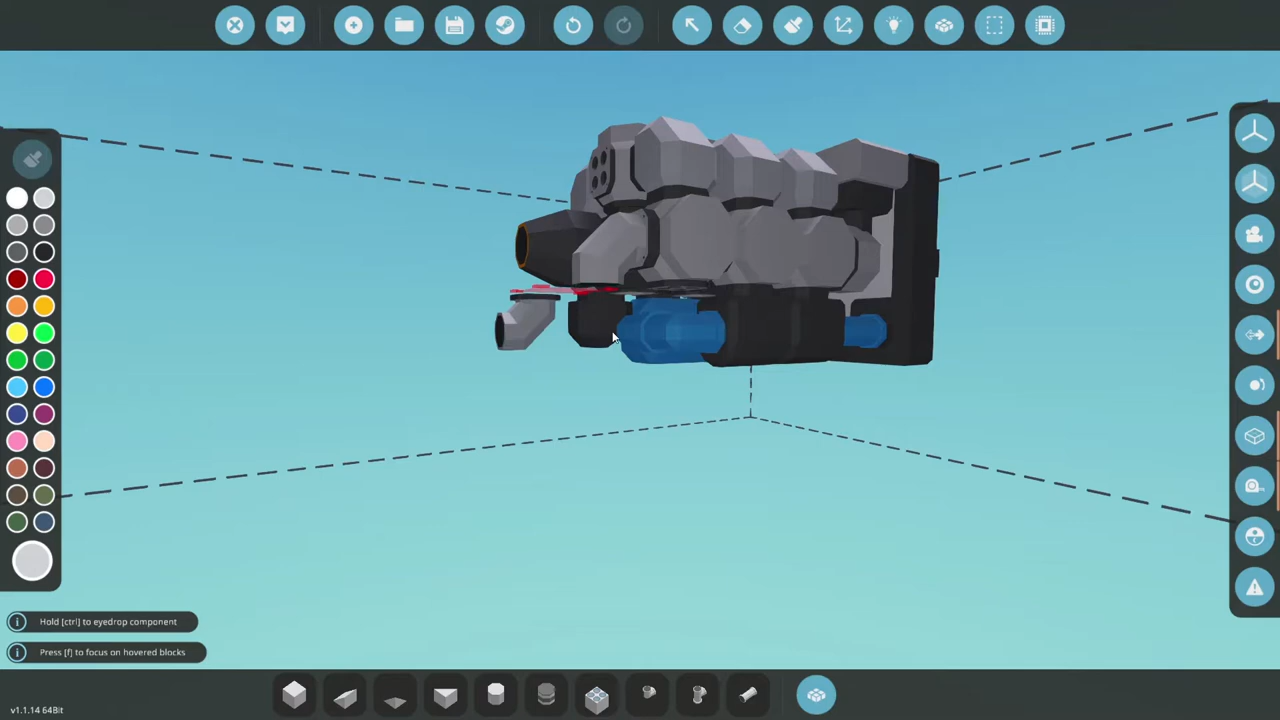 Hold [ctrl] to eyedrop component
Press [f] to focus on hovered blocks
v1.1.14 64Bit